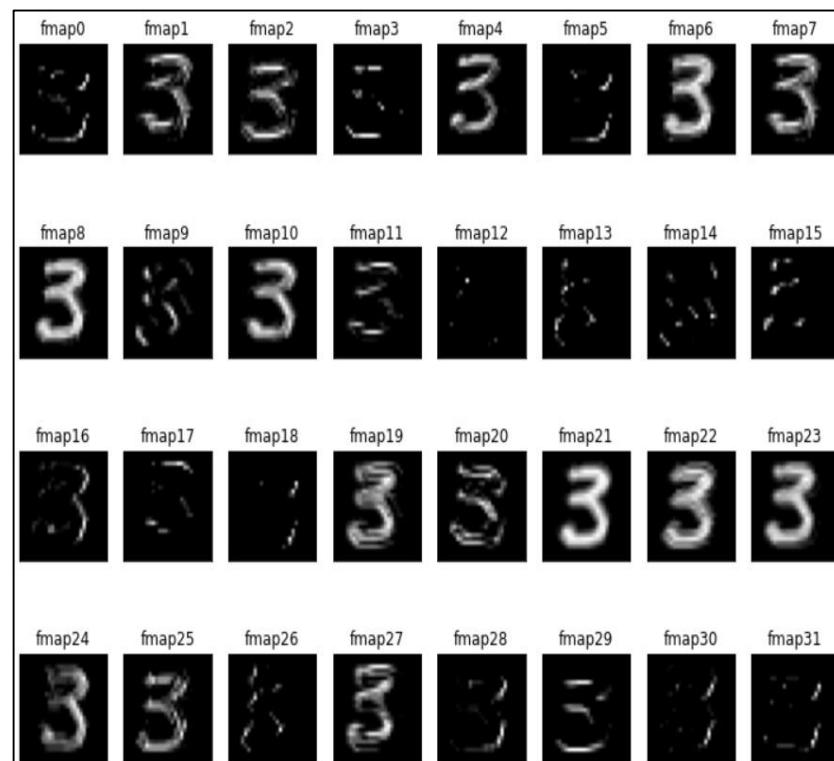 fmap0 fmap1 fmap2 fmap3 fmap4 fmap5 fmap6 fmap7
fmap8 fmap9 fmap10 fmap11 fmap12 fmap13 fmap14 fmap15
fmap16 fmap17 fmap18 fmap19 fmap20 fmap21 fmap22 fmap23
fmap24 fmap25 fmap26 fmap27 fmap28 fmap29 fmap30 fmap31